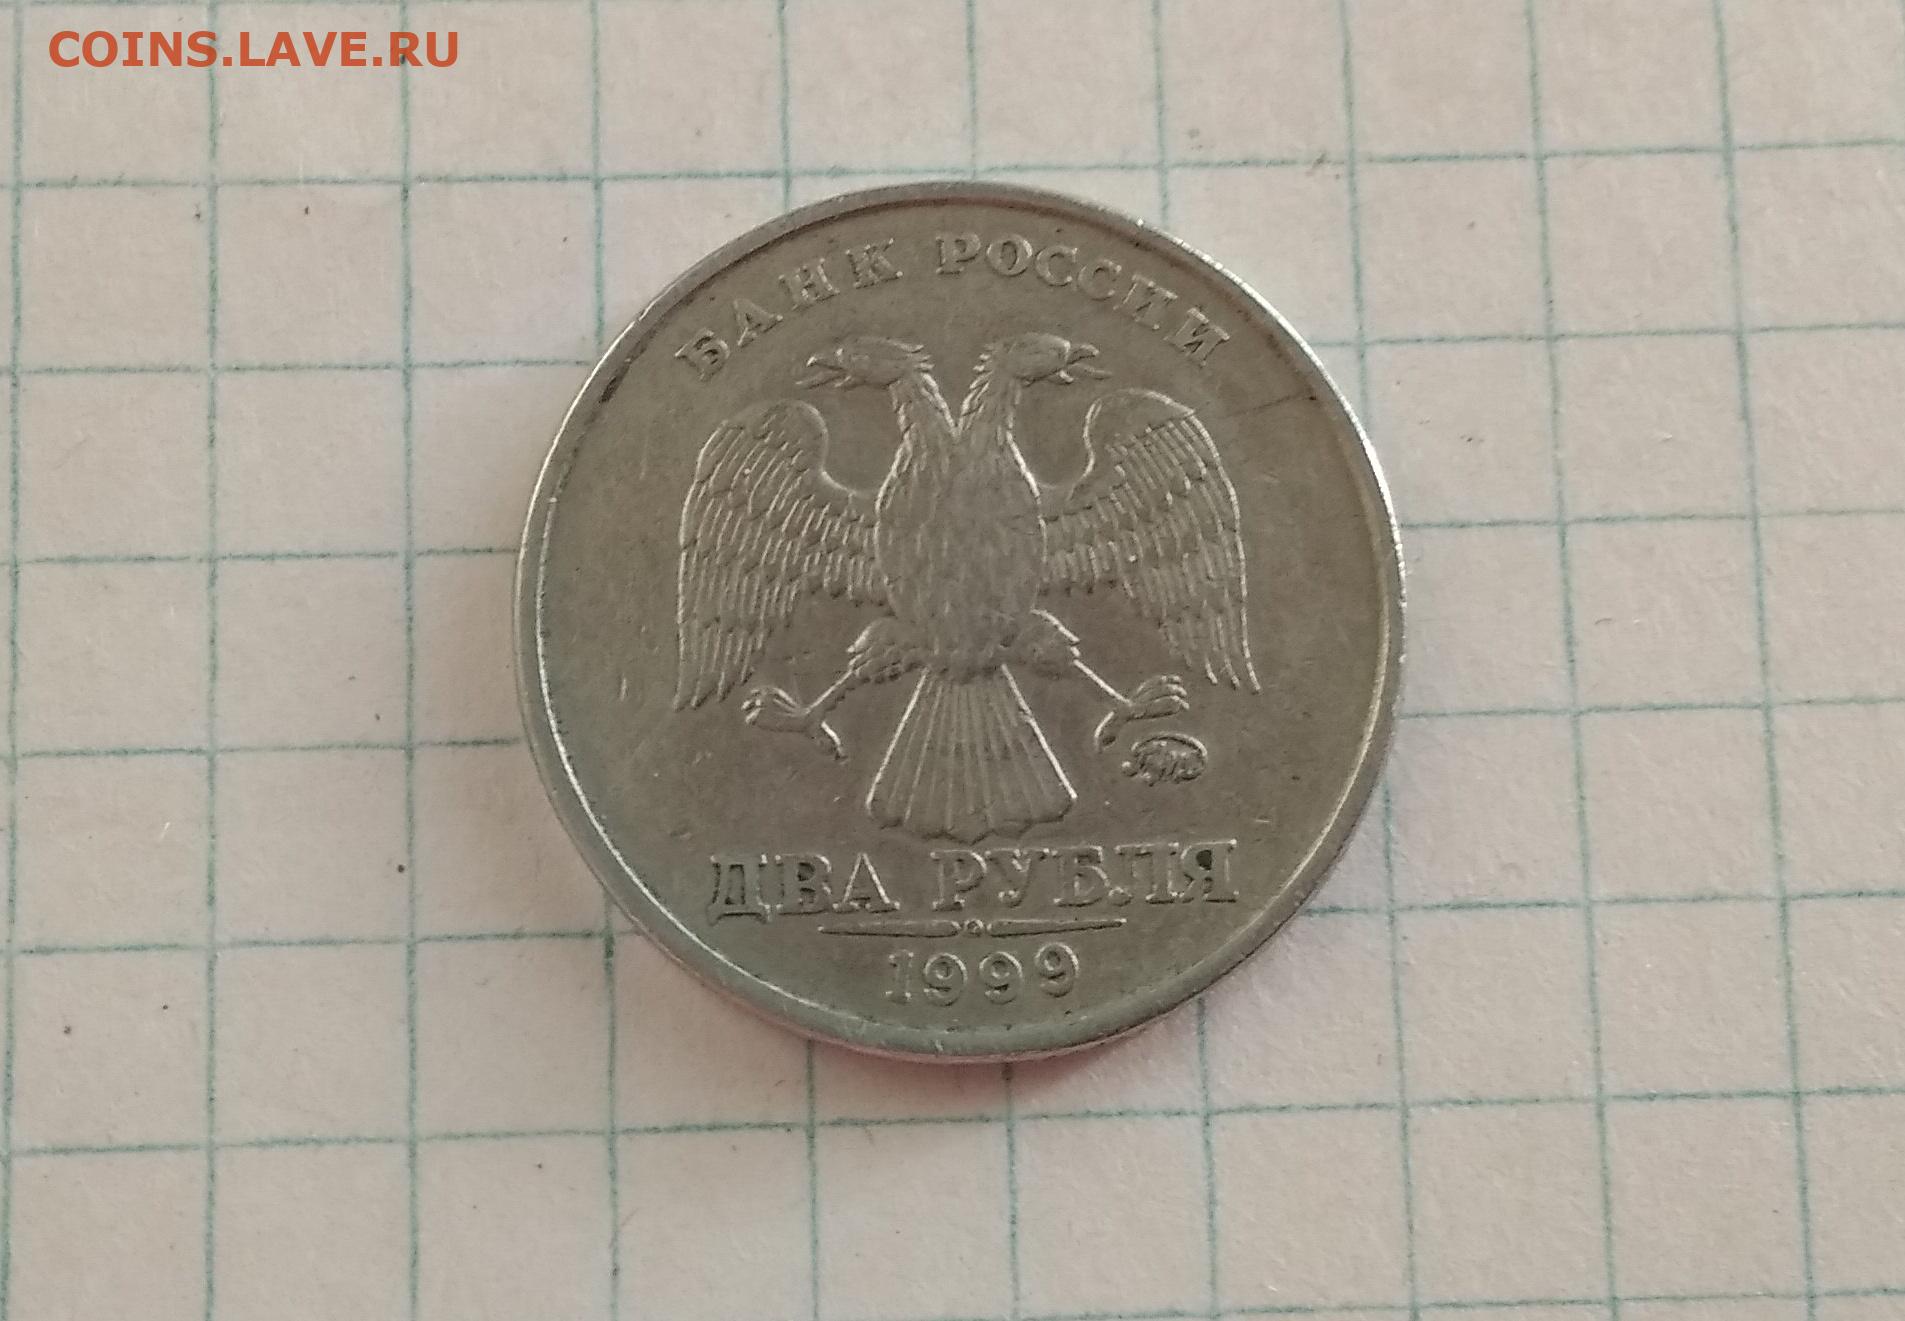 COINS.LAVE.RU
БАНК РОССИИ
ДВА РУБЛЯ
1999